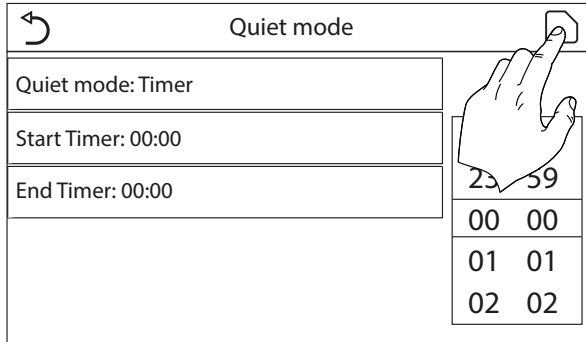 Quiet mode
Quiet mode: Timer
Start Timer: 00:00
End Timer: 00:00
23 59
00 00
01 01
02 02